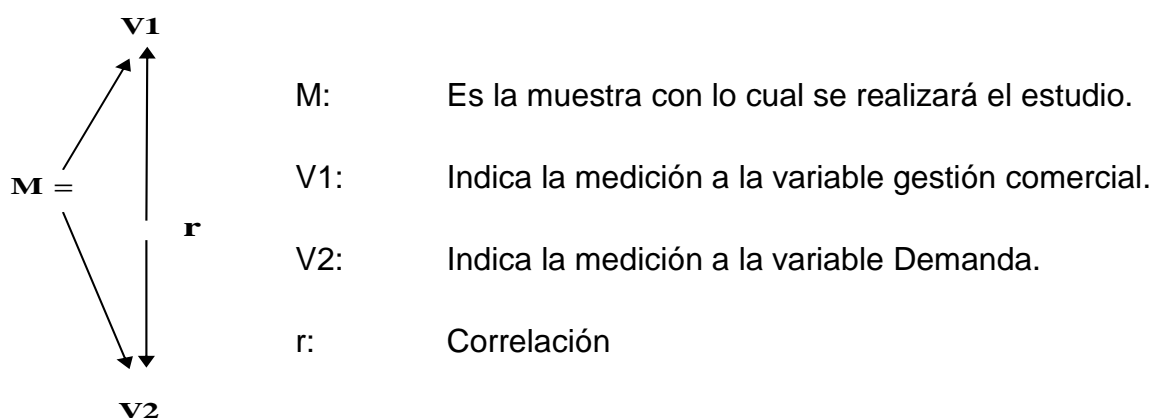 V1
M: Es la muestra con lo cual se realizará el estudio.
V1: Indica la medición a la variable gestión comercial.
M =
r
V2: Indica la medición a la variable Demanda.
r: Correlación
V2